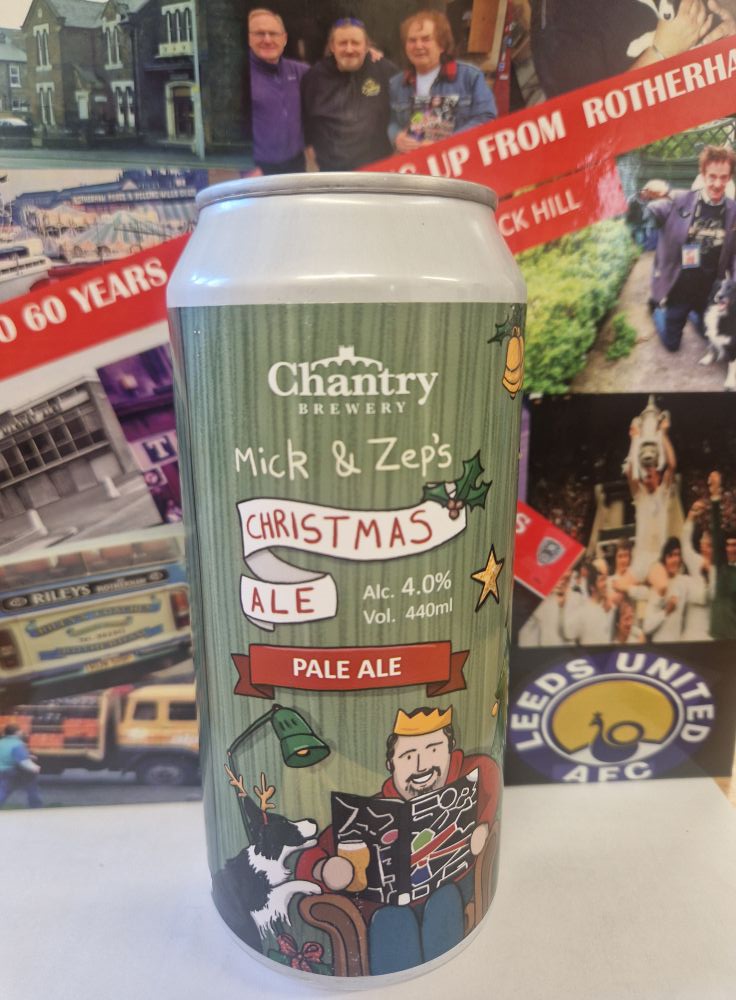 S UP FROM ROTHERHA
CK HILL
O 60 YEARS
Chantry
BREWERY
Mick & Zep's
CHRISTMAS
ALE
Alc. 4.0%
Vol. 440ml
PALE ALE
RILEYS ROTHERHAM
LEEDS UNITED
AFC